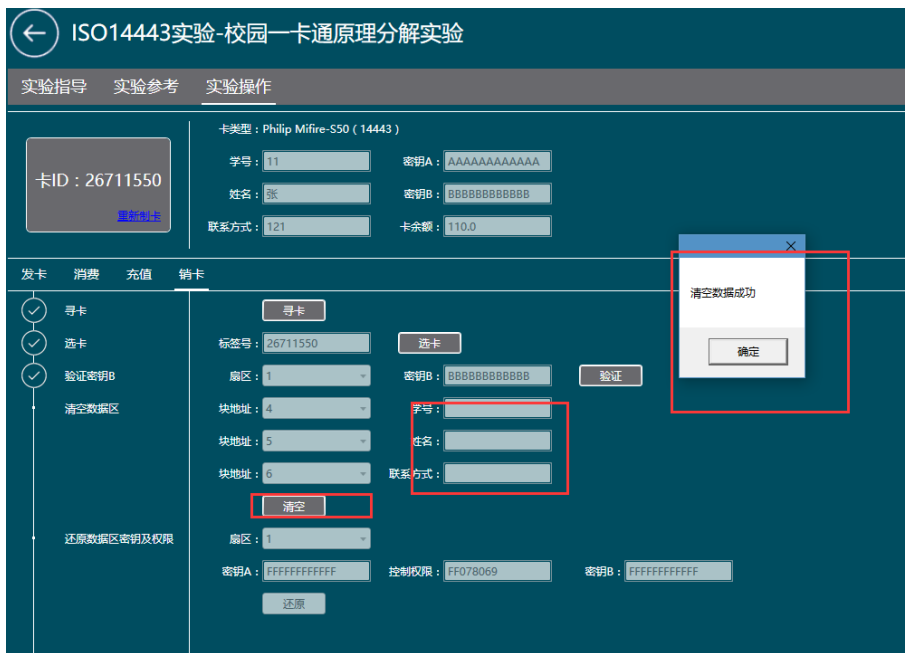 ISO14443实验-校园一卡通原理分解实验
实验指导 实验参考 实验操作
卡类型：Philip Mifire-S50 ( 14443 )
卡ID：26711550
重新制卡
学号： 11 密钥A： AAAAAAAAAAAA
姓名： 张 密钥B： BBBBBBBBBBBB
联系方式： 121 卡余额： 110.0
发卡 消费 充值 销卡
清空数据成功
确定
寻卡 寻卡
选卡 标签号： 26711550 选卡
验证密钥B 扇区： 1 密钥B： BBBBBBBBBBBB 验证
清空数据区 块地址： 4 学号：
块地址： 5 姓名：
块地址： 6 联系方式：
清空
还原数据区密钥及权限 扇区： 1
密钥A： FFFFFFFFFFFF 控制权限： FF078069 密钥B： FFFFFFFFFFFF
还原